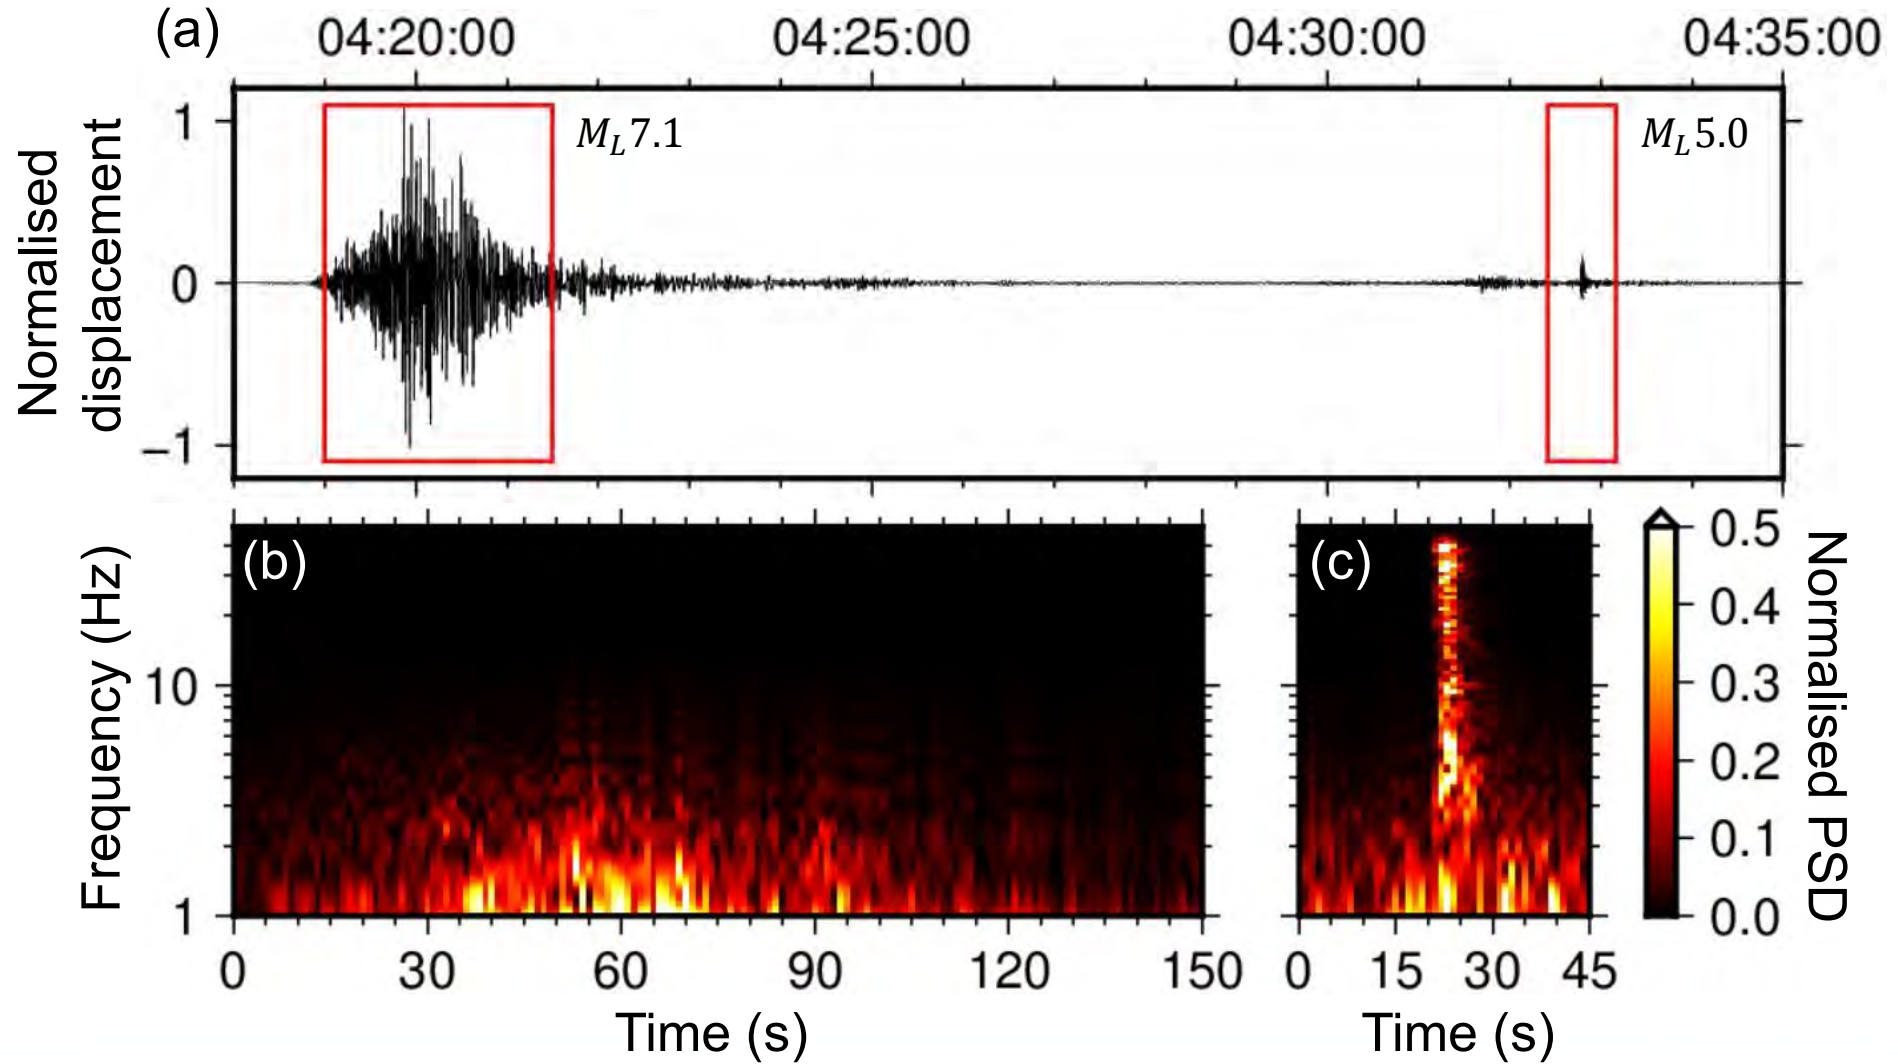 (a)
04:20:00 04:25:00 04:30:00 04:35:00
Normalised
displacement
1
0
−1
M_L7.1
M_L5.0
(b)
(c)
Frequency (Hz)
10
1
0 30 60 90 120 150
Time (s)
0 15 30 45
Time (s)
0.5
0.4
0.3
0.2
0.1
0.0
Normalised PSD